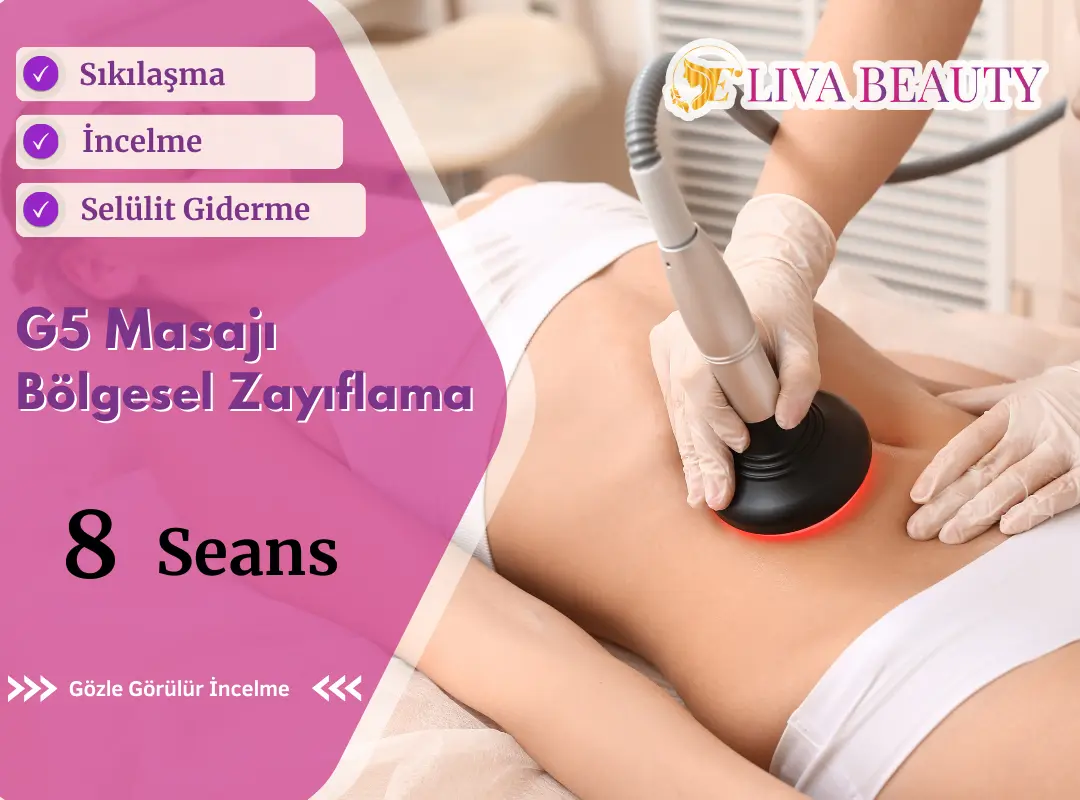 Sıkılaşma
İncelme
Selülit Giderme
ELIVA BEAUTY
G5 Masajı
Bölgesel Zayıflama
8 Seans
Gözle Görülür İncelme